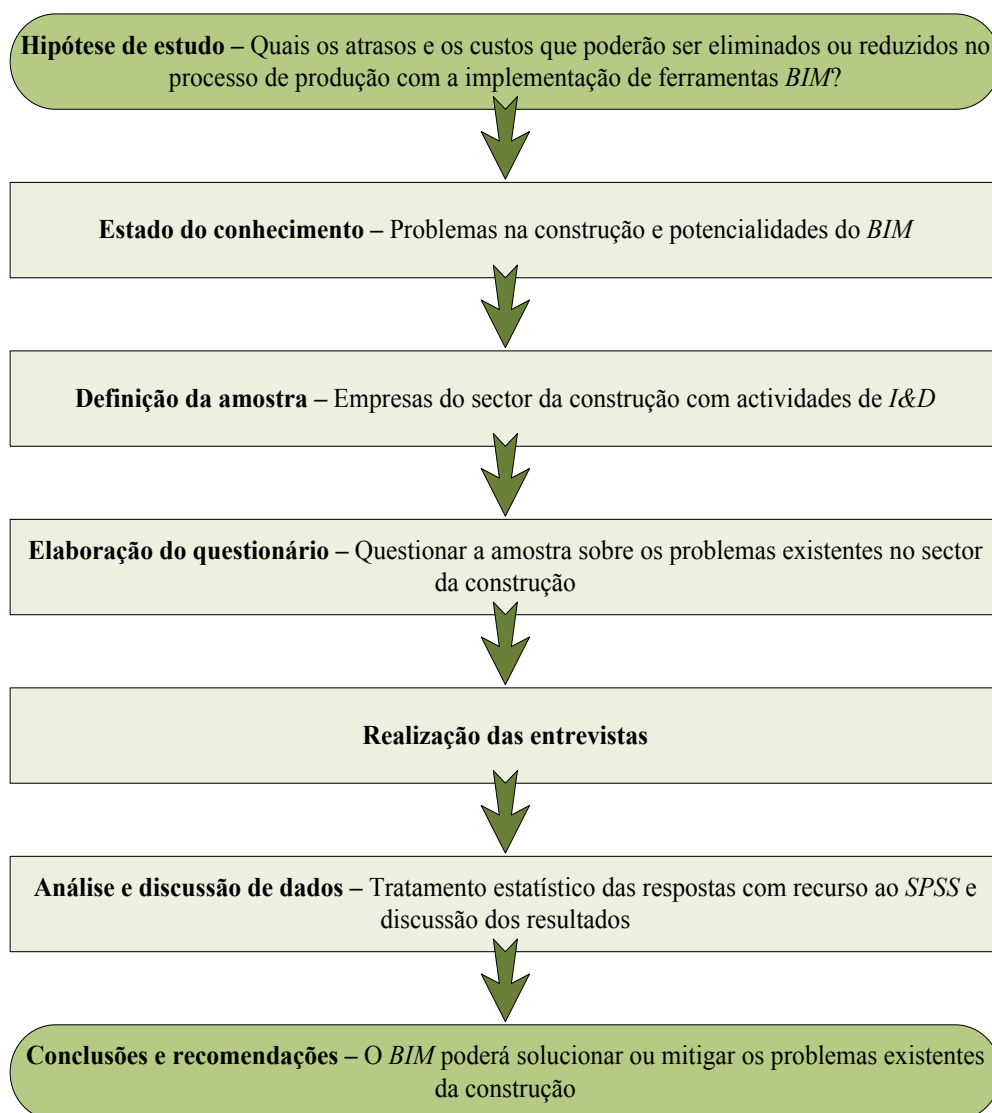 Hipótese de estudo – Quais os atrasos e os custos que poderão ser eliminados ou reduzidos no
processo de produção com a implementação de ferramentas BIM?
Estado do conhecimento – Problemas na construção e potencialidades do BIM
Definição da amostra – Empresas do sector da construção com actividades de I&D
Elaboração do questionário – Questionar a amostra sobre os problemas existentes no sector
da construção
Realização das entrevistas
Análise e discussão de dados – Tratamento estatístico das respostas com recurso ao SPSS e
discussão dos resultados
Conclusões e recomendações – O BIM poderá solucionar ou mitigar os problemas existentes
da construção